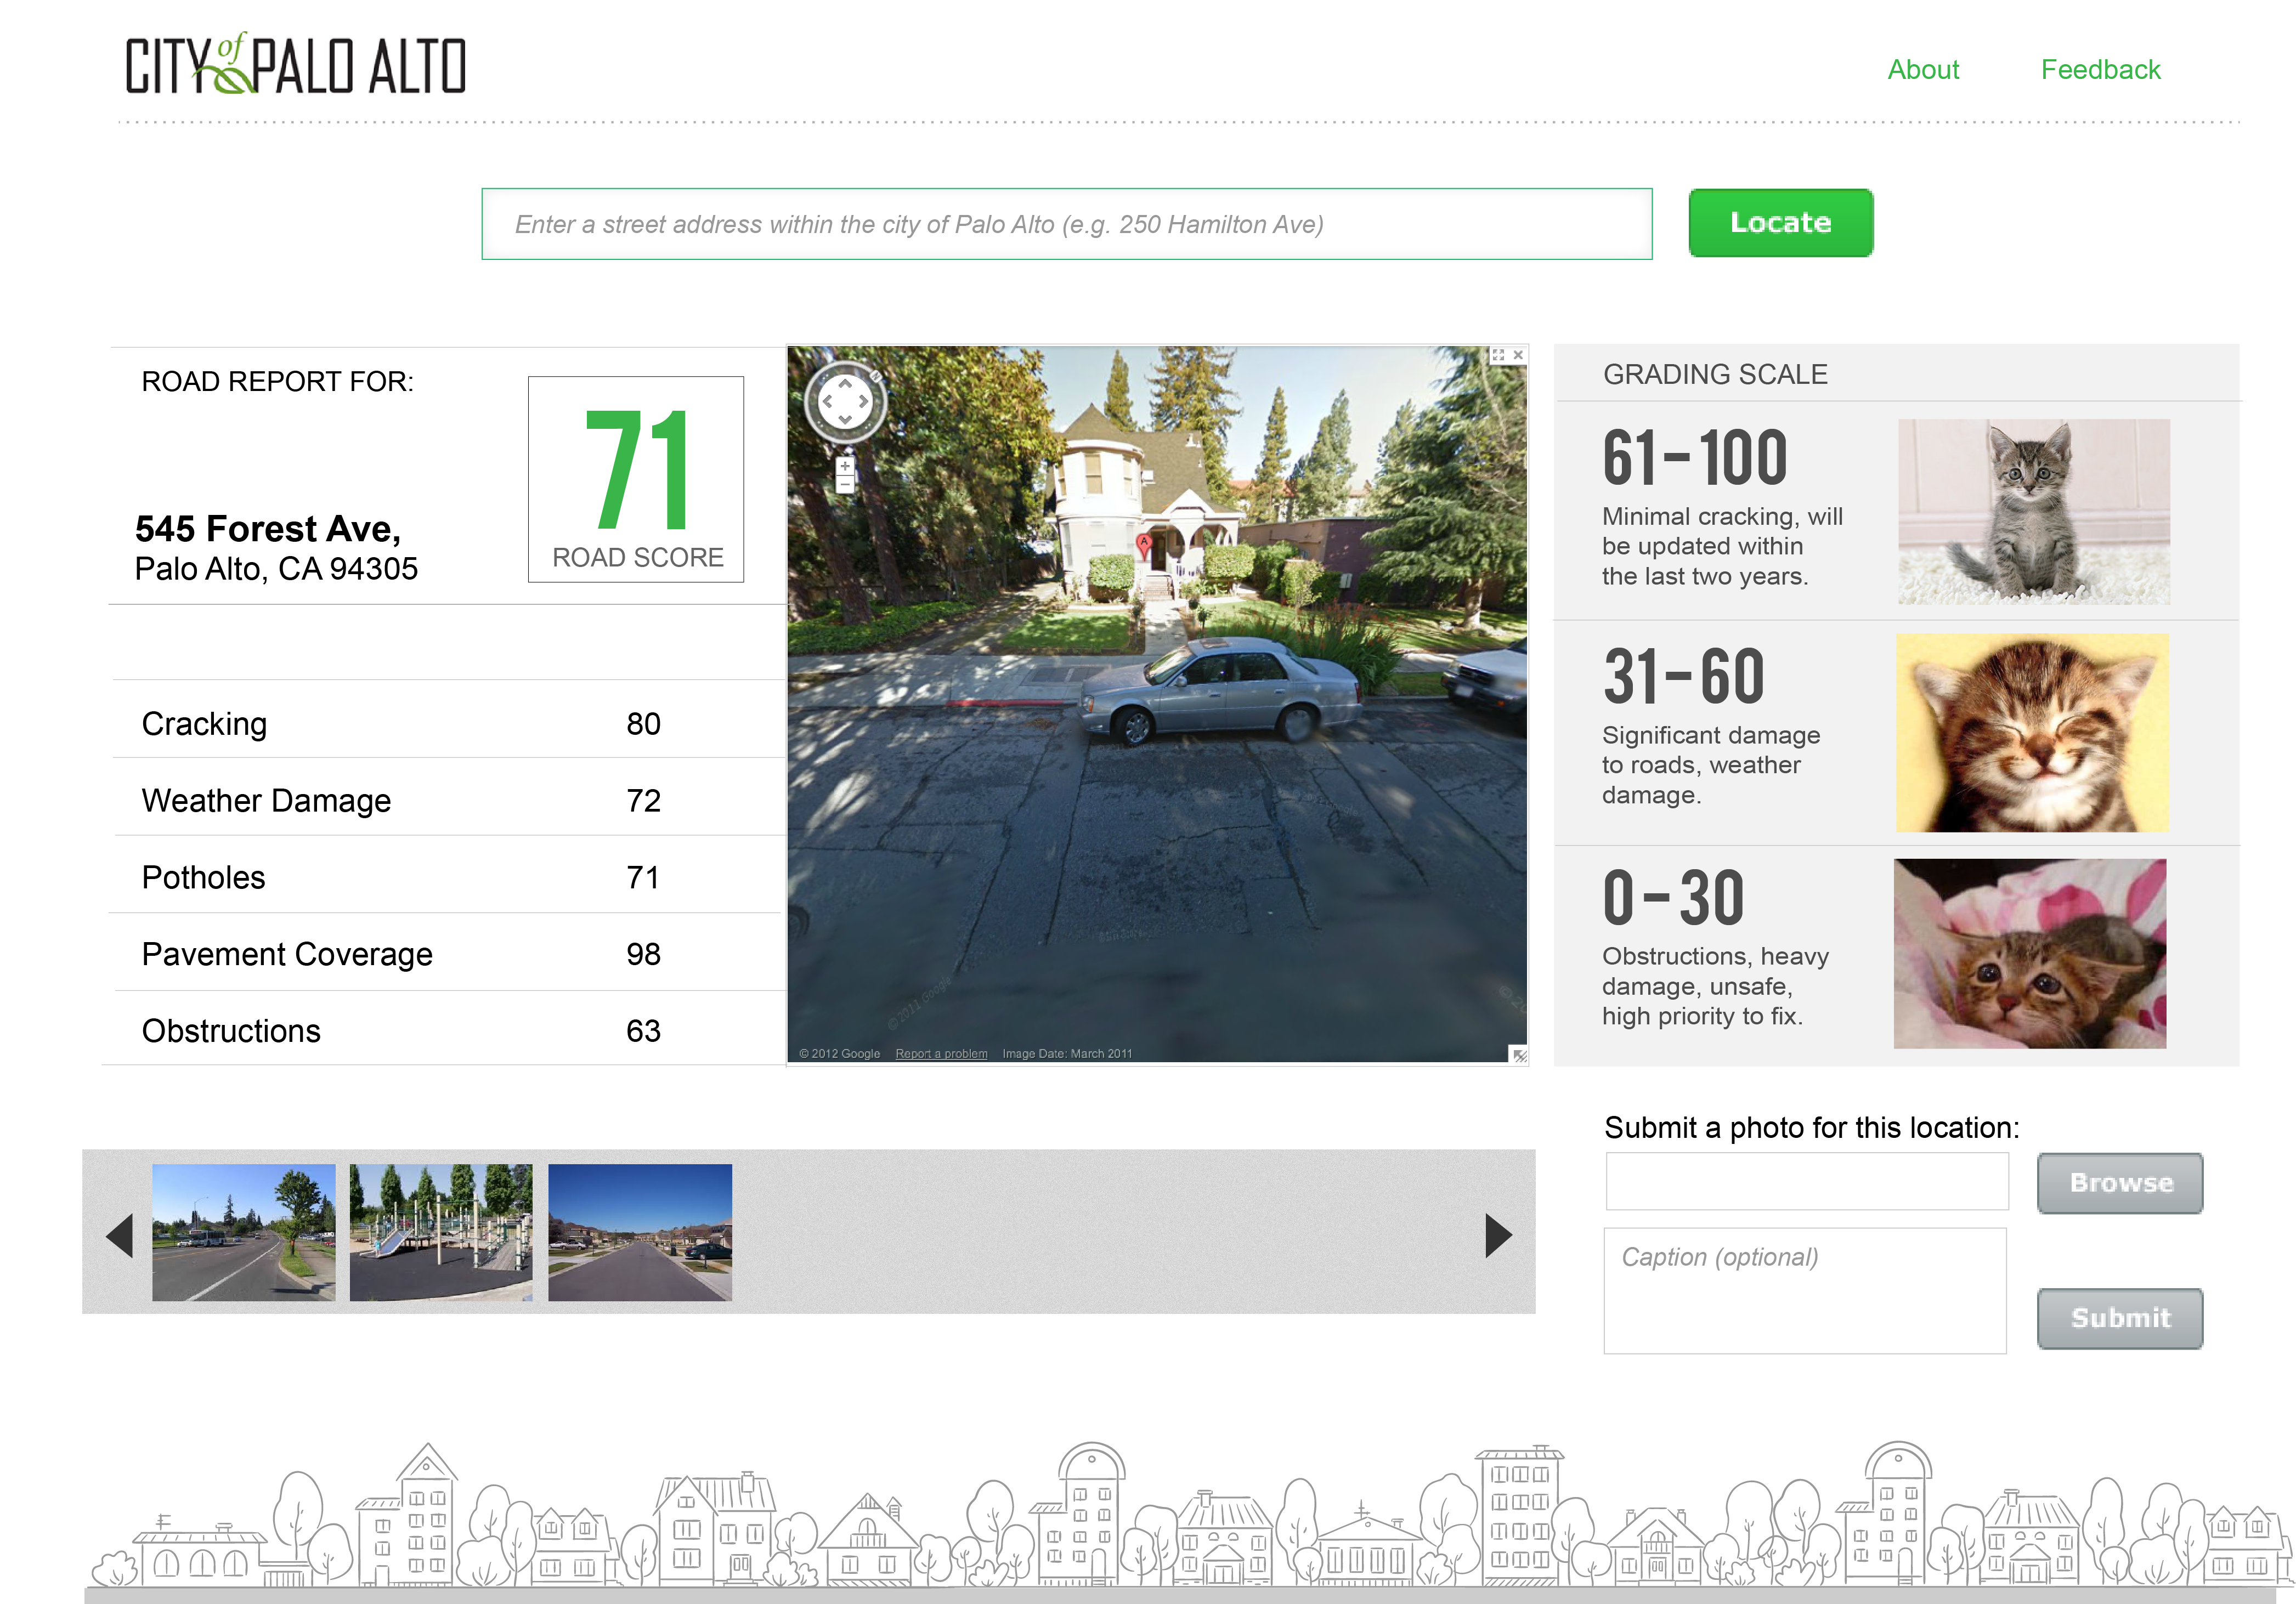 CITY of PALO ALTO
About Feedback
Enter a street address within the city of Palo Alto (e.g. 250 Hamilton Ave)
Locate
ROAD REPORT FOR:
545 Forest Ave,
Palo Alto, CA 94305
71
ROAD SCORE
Cracking 80
Weather Damage 72
Potholes 71
Pavement Coverage 98
Obstructions 63
N
A
© 2011 Google
© 2012 Google Report a problem Image Date: March 2011
GRADING SCALE
61-100
Minimal cracking, will
be updated within
the last two years.
31-60
Significant damage
to roads, weather
damage.
0-30
Obstructions, heavy
damage, unsafe,
high priority to fix.
Submit a photo for this location:
Browse
Caption (optional)
Submit